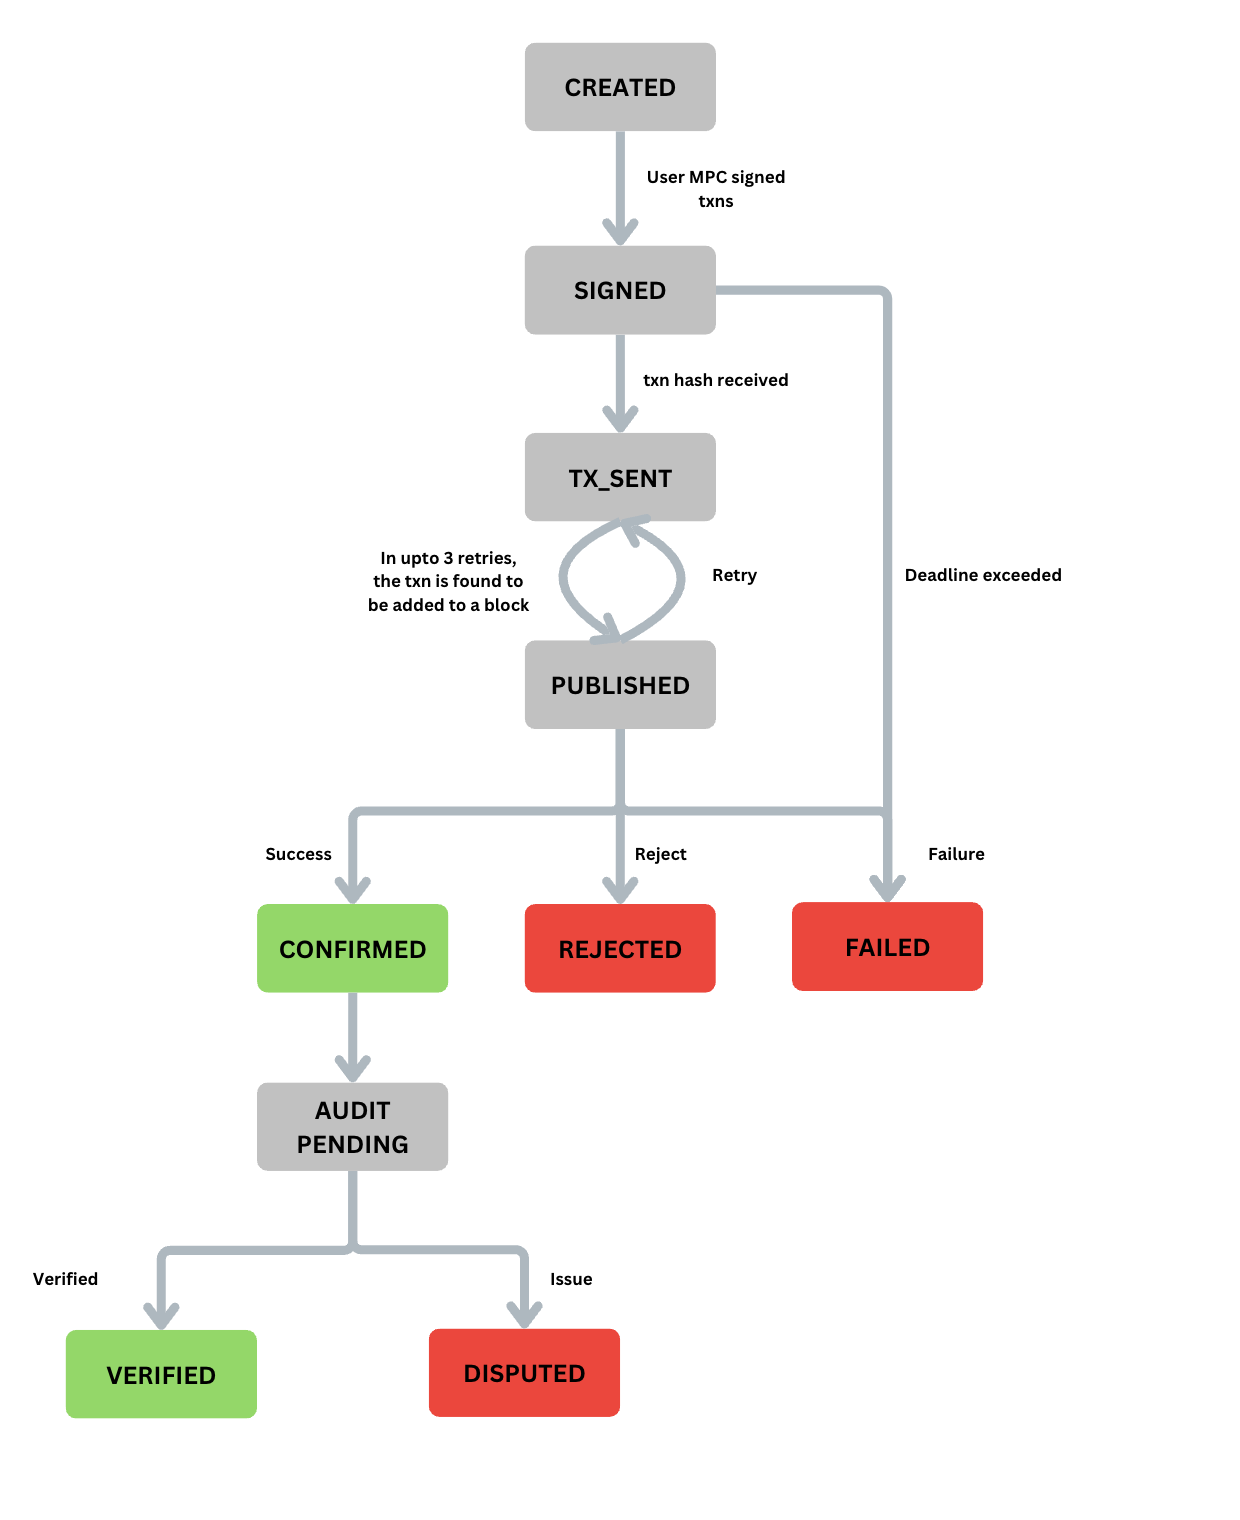 CREATED
User MPC signed
txns
SIGNED
txn hash received
TX_SENT
In upto 3 retries,
the txn is found to
be added to a block
Retry
Deadline exceeded
PUBLISHED
Success
Reject
Failure
CONFIRMED
REJECTED
FAILED
AUDIT
PENDING
Verified
Issue
VERIFIED
DISPUTED